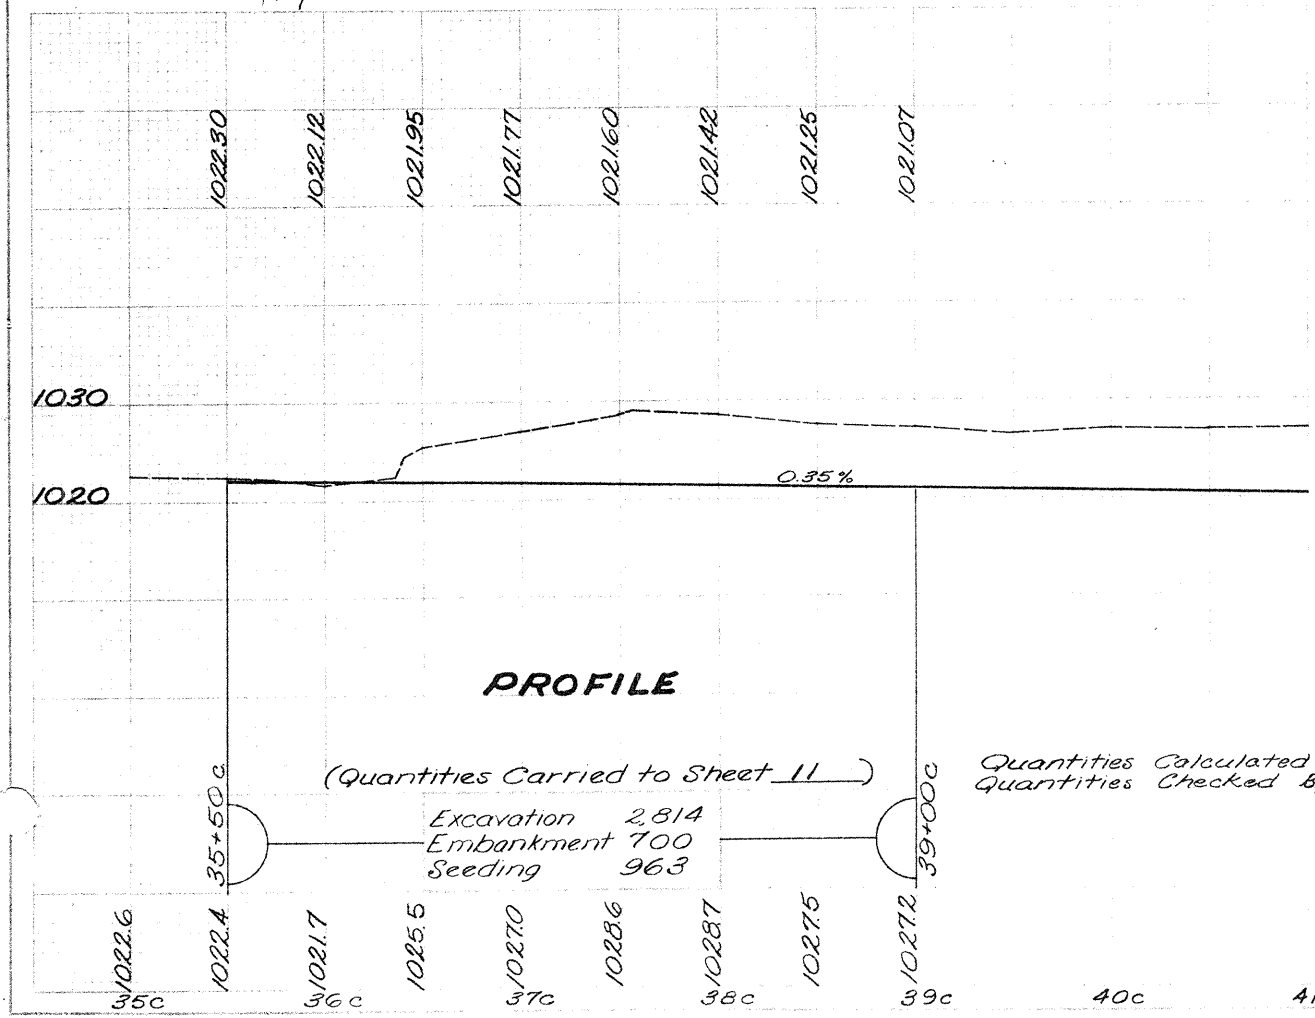 1022.30 1022.12 1021.95 1021.77 1021.60 1021.42 1021.25 1021.07
1030
0.35%
1020
PROFILE
(Quantities Carried to Sheet 11)
Quantities Calculated
Quantities Checked B
35+50c
39+00c
Excavation 2,814
Embankment 700
Seeding 963
1022.6 1022.4 1021.7 1025.5 1027.0 1028.6 1028.7 1027.5 1027.2
35c 36c 37c 38c 39c 40c 41